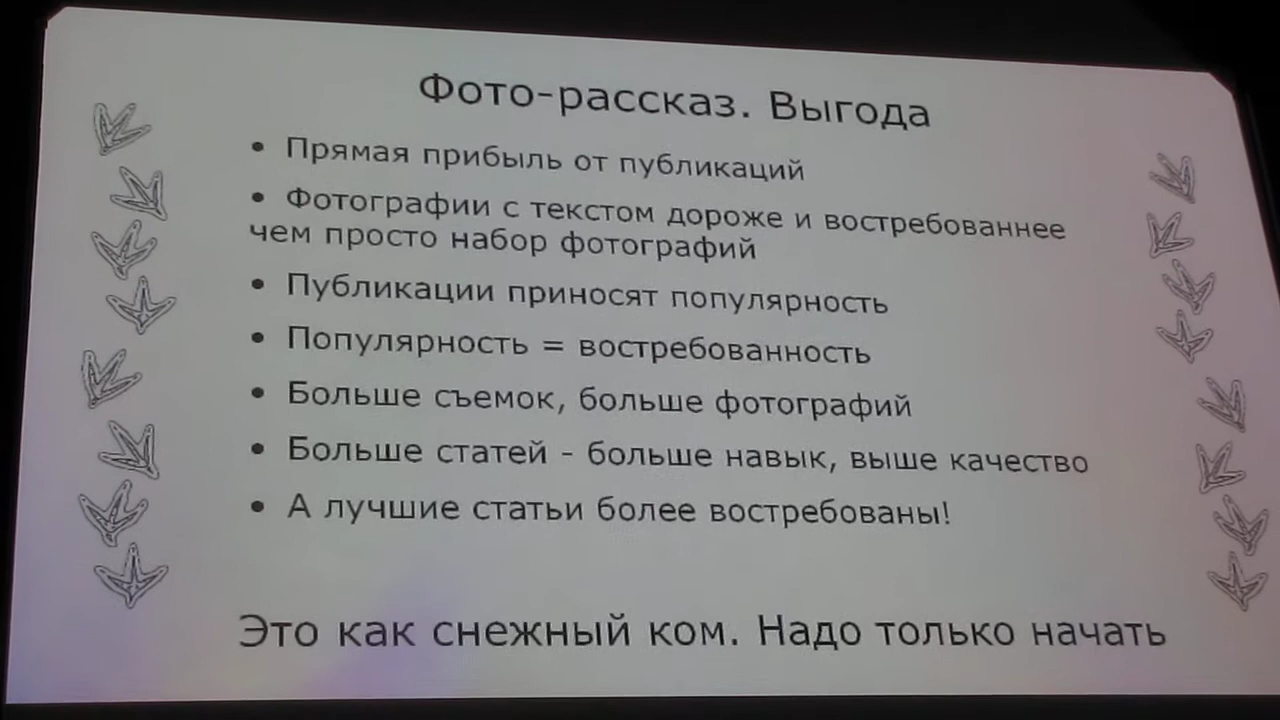 Фото-рассказ. Выгода
• Прямая прибыль от публикаций
• Фотографии с текстом дороже и востребованнее
чем просто набор фотографий
• Публикации приносят популярность
• Популярность = востребованность
• Больше съемок, больше фотографий
• Больше статей - больше навык, выше качество
• А лучшие статьи более востребованы!
Это как снежный ком. Надо только начать